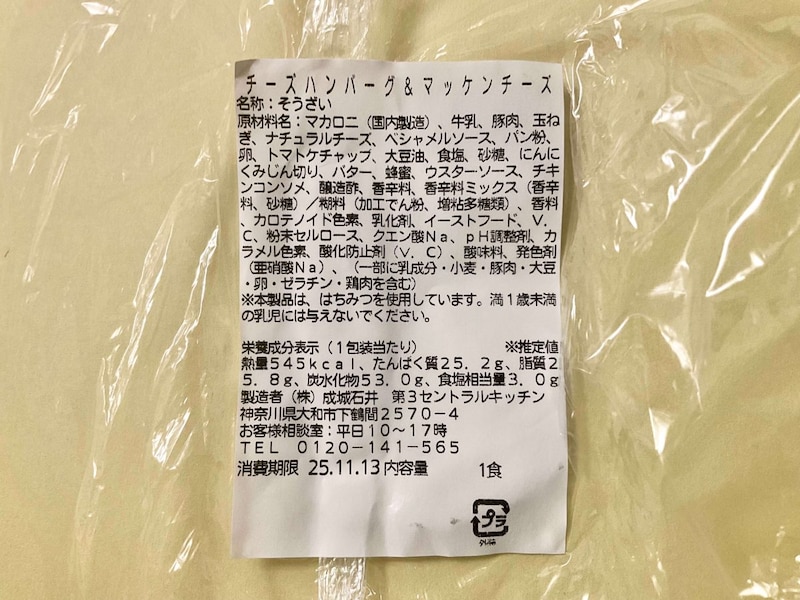 チーズハンバーグ&マッケンチーズ
名称：そうざい
原材料名：マカロニ（国内製造）、牛乳、豚肉、玉ね
ぎ、ナチュラルチーズ、ベシャメルソース、パン粉、
卵、トマトケチャップ、大豆油、食塩、砂糖、にんに
くみじん切り、バター、蜂蜜、ウスターソース、チキ
ンコンソメ、醸造酢、香辛料、香辛料ミックス（香辛
料、砂糖）／糊料（加工でん粉、増粘多糖類）、香料
、カロテノイド色素、乳化剤、イーストフード、V．
C、粉末セルロース、クエン酸Na、pH調整剤、カ
ラメル色素、酸化防止剤（V．C）、酸味料、発色剤
（亜硝酸Na）、（一部に乳成分・小麦・豚肉・大豆
・卵・ゼラチン・鶏肉を含む）
※本製品は、はちみつを使用しています。満1歳未満
の乳児には与えないでください。
栄養成分表示（1包装当たり） ※推定値
熱量545kcal、たんぱく質25．2g、脂質2
5．8g、炭水化物53．0g、食塩相当量3．0g
製造者（株）成城石井 第3セントラルキッチン
神奈川県大和市下鶴間2570－4
お客様相談室：平日10～17時
TEL 0120－141－565
消費期限 25.11.13 内容量 1食
プラ
外袋